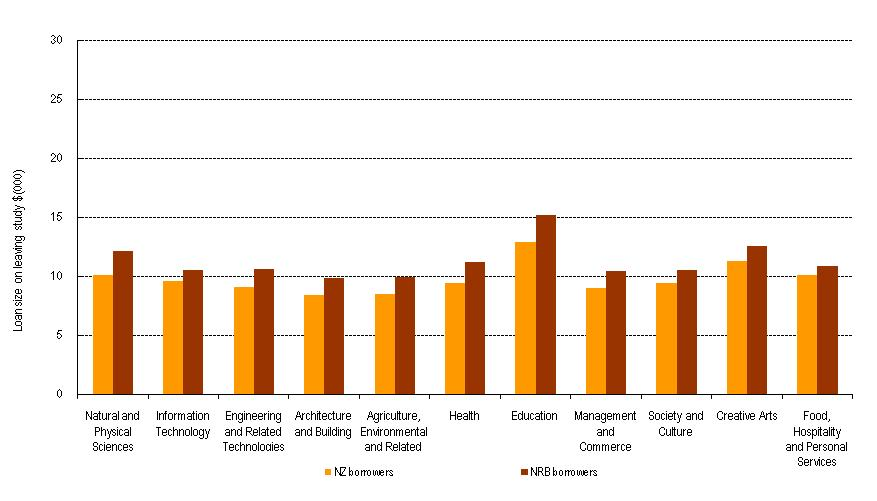 30
25
20
15
10
5
0
Loan size on leaving study $(000)
Natural and
Physical
Sciences
Information
Technology
Engineering
and Related
Technologies
Architecture
and Building
Agriculture,
Environmental
and Related
Health
Education
Management
and
Commerce
Society and
Culture
Creative Arts
Food,
Hospitality
and Personal
Services
NZ borrowers
NRB borrowers